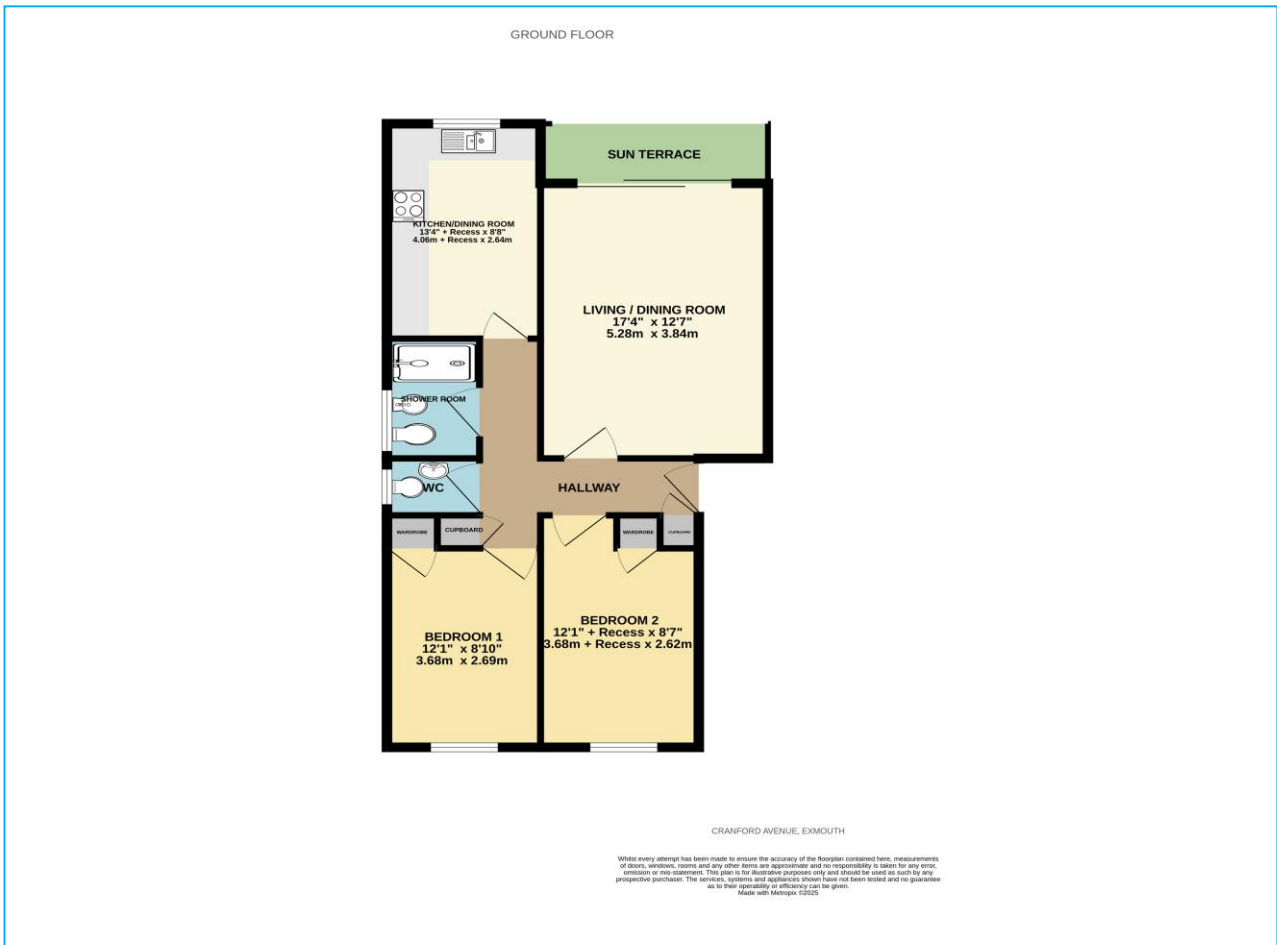 GROUND FLOOR
SUN TERRACE
KITCHEN/DINING ROOM
13'4" + Recess x 8'8"
4.06m + Recess x 2.64m
LIVING / DINING ROOM
17'4" x 12'7"
5.28m x 3.84m
SHOWER ROOM
WC
HALLWAY
WARDROBE
CUPBOARD
WARDROBE
CUPBOARD
BEDROOM 1
12'1" x 8'10"
3.68m x 2.69m
BEDROOM 2
12'1" + Recess x 8'7"
3.68m + Recess x 2.62m
CRANFORD AVENUE, EXMOUTH
Whilst every attempt has been made to ensure the accuracy of the floorplan contained here, measurements
of doors, windows, rooms and any other items are approximate and no responsibility is taken for any error,
omission or mis-statement. This plan is for illustrative purposes only and should be used as such by any
prospective purchaser. The services, systems and appliances shown have not been tested and no guarantee
as to their operability or efficiency can be given.
Made with Metropix ©2025